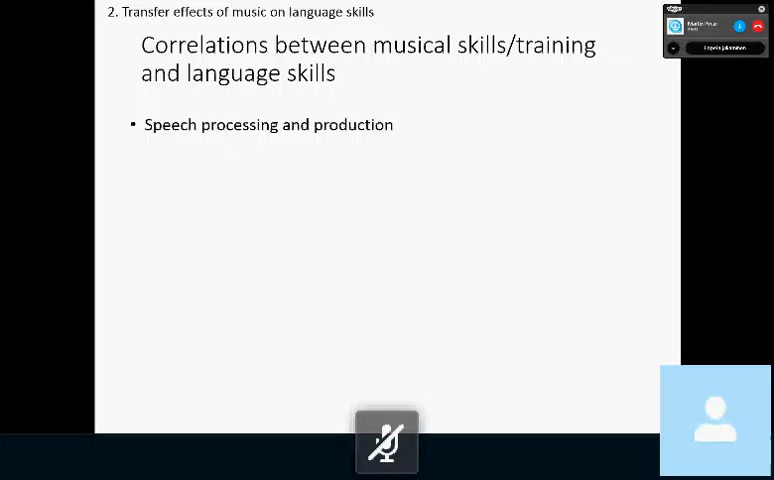 2. Transfer effects of music on language skills
Correlations between musical skills/training
and language skills
• Speech processing and production